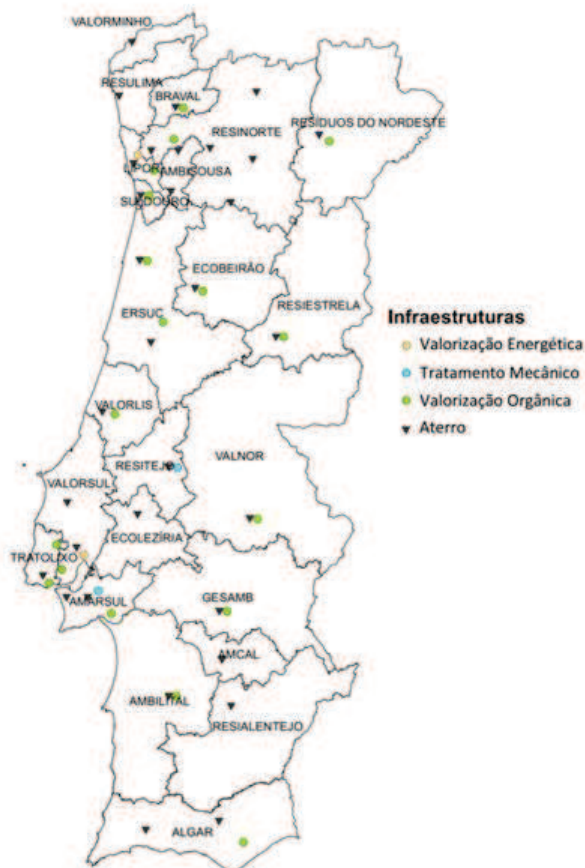 VALORMINHO
RESULIMA
BRAVAL
RESÍDUOS DO NORDESTE
RESINORTE
LIPOR
AMBISOUSA
SULDOURO
ECOBEIRÃO
RESIESTRELA
ERSUC
Infraestruturas
Valorização Energética
Tratamento Mecânico
Valorização Orgânica
Aterro
VALORLIS
RESITEJO
VALNOR
VALORSUL
ECOLEZÍRIA
TRATOLIXO
AMARSUL
GESAMB
AMCAL
AMBILITAL
RESIALENTEJO
ALGAR